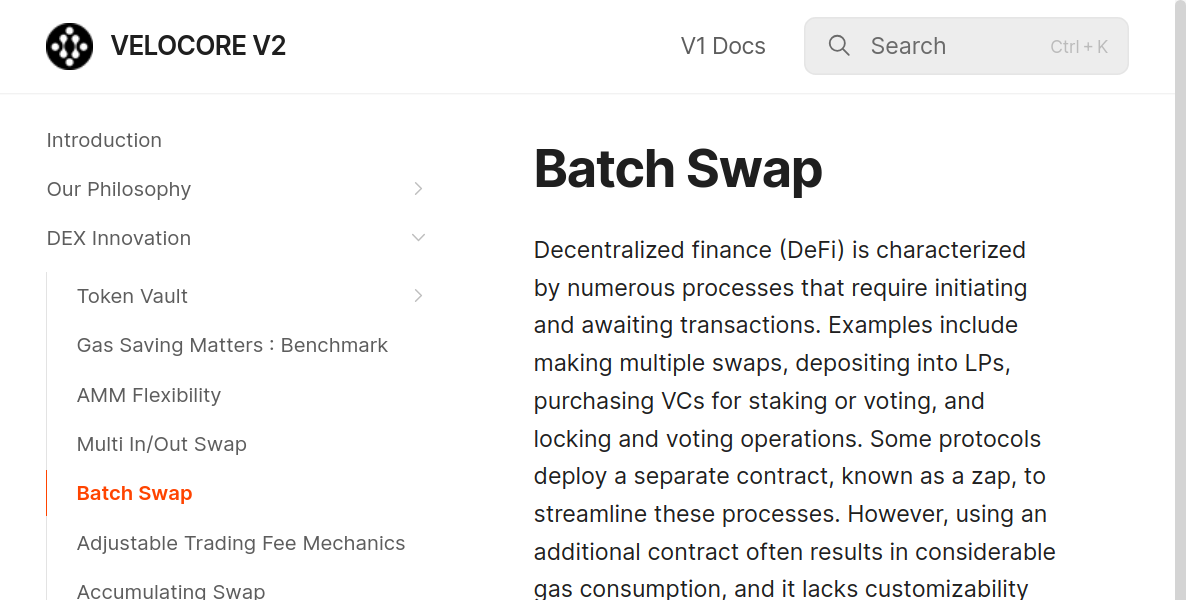 VELOCORE V2
V1 Docs
Search
Ctrl + K
Introduction
Our Philosophy
DEX Innovation
Token Vault
Gas Saving Matters : Benchmark
AMM Flexibility
Multi In/Out Swap
Batch Swap
Adjustable Trading Fee Mechanics
Accumulating Swap
Batch Swap
Decentralized finance (DeFi) is characterized
by numerous processes that require initiating
and awaiting transactions. Examples include
making multiple swaps, depositing into LPs,
purchasing VCs for staking or voting, and
locking and voting operations. Some protocols
deploy a separate contract, known as a zap, to
streamline these processes. However, using an
additional contract often results in considerable
gas consumption, and it lacks customizability